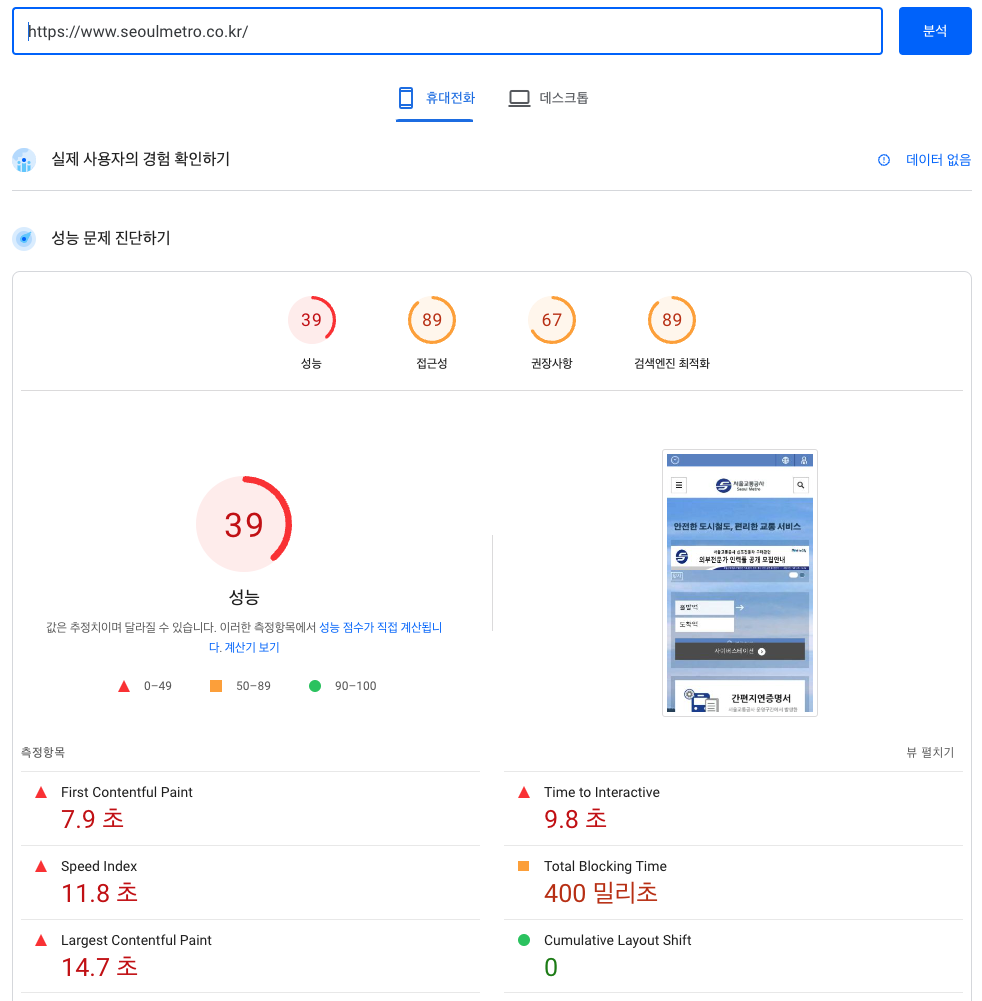 https://www.seoulmetro.co.kr/
분석
휴대전화
데스크톱
실제 사용자의 경험 확인하기
데이터 없음
성능 문제 진단하기
39
89
67
89
성능
접근성
권장사항
검색엔진 최적화
39
성능
값은 추정치이며 달라질 수 있습니다. 이러한 측정항목에서 성능 점수가 직접 계산됩니
다. 계산기 보기
0–49
50–89
90–100
서울교통공사
Seoul Metro
안전한 도시철도, 편리한 교통 서비스
외부전문가 인력풀 공개 모집안내
출발역
도착역
사이버스테이션
간편지연증명서
측정항목
뷰 펼치기
First Contentful Paint
7.9 초
Time to Interactive
9.8 초
Speed Index
11.8 초
Total Blocking Time
400 밀리초
Largest Contentful Paint
14.7 초
Cumulative Layout Shift
0